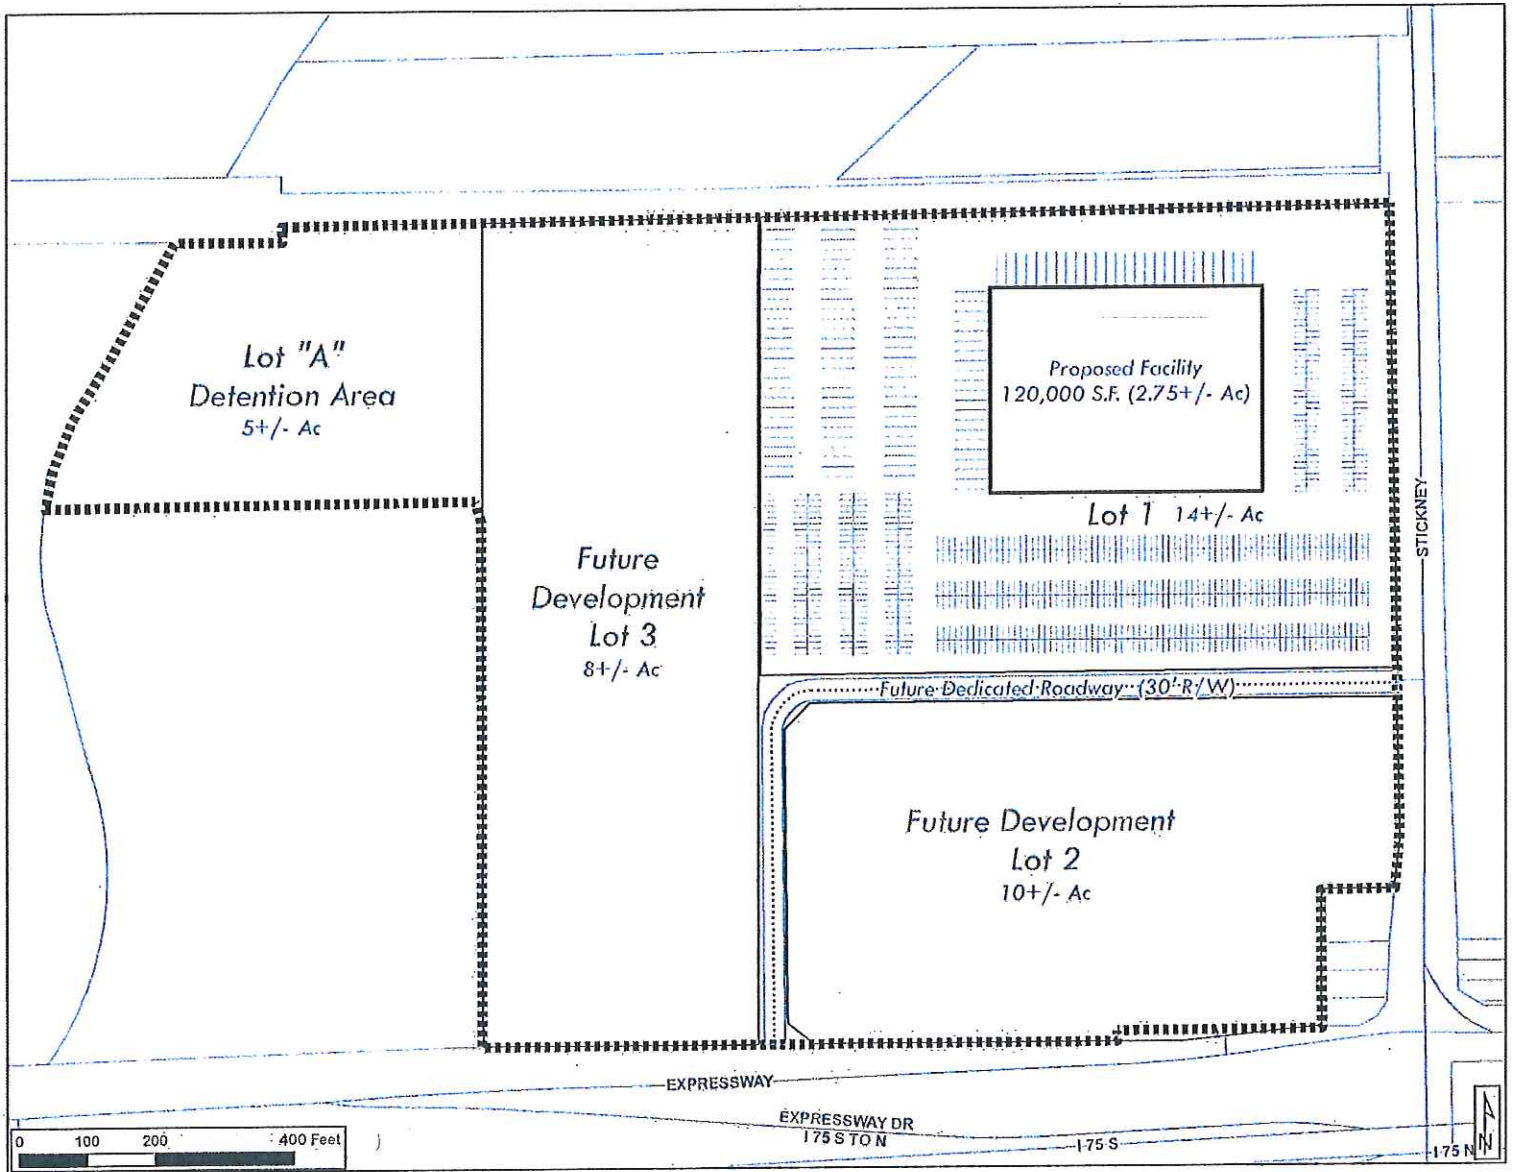 Lot "A"
Detention Area
5+/- Ac
Proposed Facility
120,000 S.F. (2.75+/- Ac)
Lot 1 14+/- Ac
Future
Development
Lot 3
8+/- Ac
STICKNEY
Future Dedicated Roadway (30' R/W)
Future Development
Lot 2
10+/- Ac
EXPRESSWAY
EXPRESSWAY DR
I 75 S TO N
I-75 S
I-75 N
0 100 200 400 Feet
N